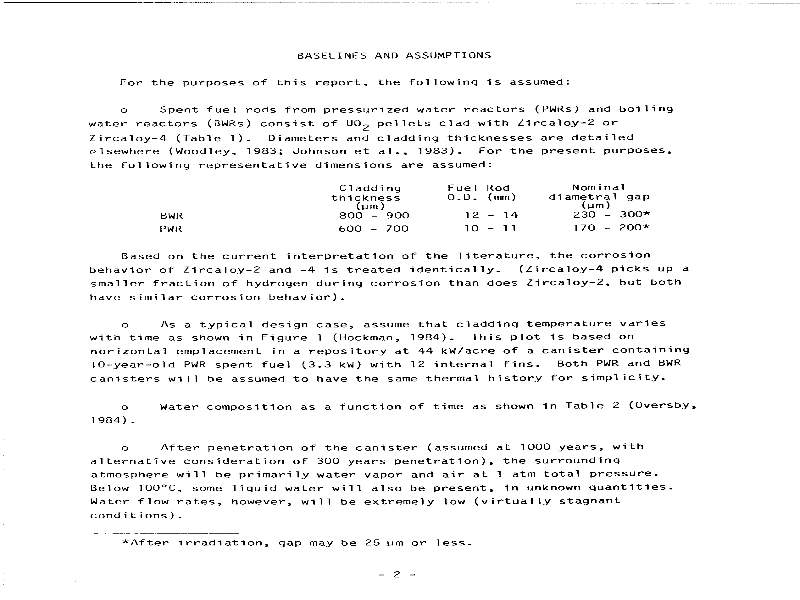 BASELINES AND ASSUMPTIONS
For the purposes of this report, the following is assumed:
o Spent fuel rods from pressurized water reactors (PWRs) and boiling
water reactors (BWRs) consist of UO2 pellets clad with Zircaloy-2 or
Zircaloy-4 (Table 1). Diameters and cladding thicknesses are detailed
elsewhere (Woodley, 1983; Johnson et al., 1983). For the present purposes,
the following representative dimensions are assumed:
Cladding Fuel Rod Nominal
thickness O.D. (mm) diametral gap
(µm) (µm)
BWR 800 - 900 12 - 14 230 - 300*
PWR 600 - 700 10 - 11 170 - 200*
Based on the current interpretation of the literature, the corrosion
behavior of Zircaloy-2 and -4 is treated identically. (Zircaloy-4 picks up a
smaller fraction of hydrogen during corrosion than does Zircaloy-2, but both
have similar corrosion behavior).
o As a typical design case, assume that cladding temperature varies
with time as shown in Figure 1 (Hockman, 1984). This plot is based on
horizontal emplacement in a repository at 44 kW/acre of a canister containing
10-year-old PWR spent fuel (3.3 kW) with 12 internal fins. Both PWR and BWR
canisters will be assumed to have the same thermal history for simplicity.
o Water composition as a function of time as shown in Table 2 (Oversby,
1984).
o After penetration of the canister (assumed at 1000 years, with
alternative consideration of 300 years penetration), the surrounding
atmosphere will be primarily water vapor and air at 1 atm total pressure.
Below 100°C, some liquid water will also be present, in unknown quantities.
Water flow rates, however, will be extremely low (virtually stagnant
conditions).
*After irradiation, gap may be 25 µm or less.
- 2 -